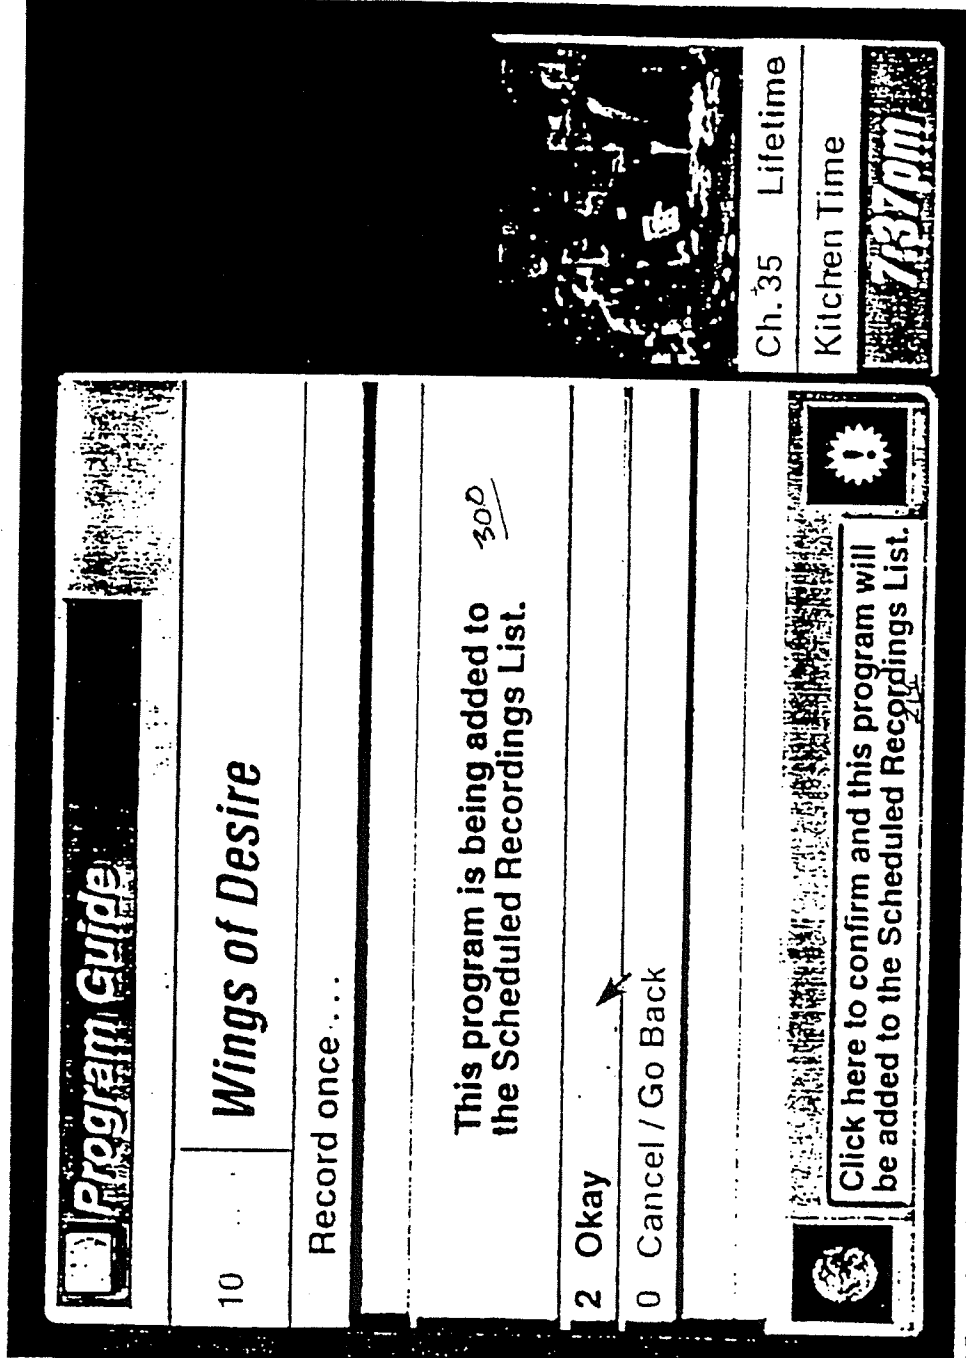 Program Guide
10 Wings of Desire
Record once...
This program is being added to
the Scheduled Recordings List.
300
2 Okay
0 Cancel / Go Back
Click here to confirm and this program will
be added to the Scheduled Recordings List.
Ch. 35 Lifetime
Kitchen Time
7:37pm